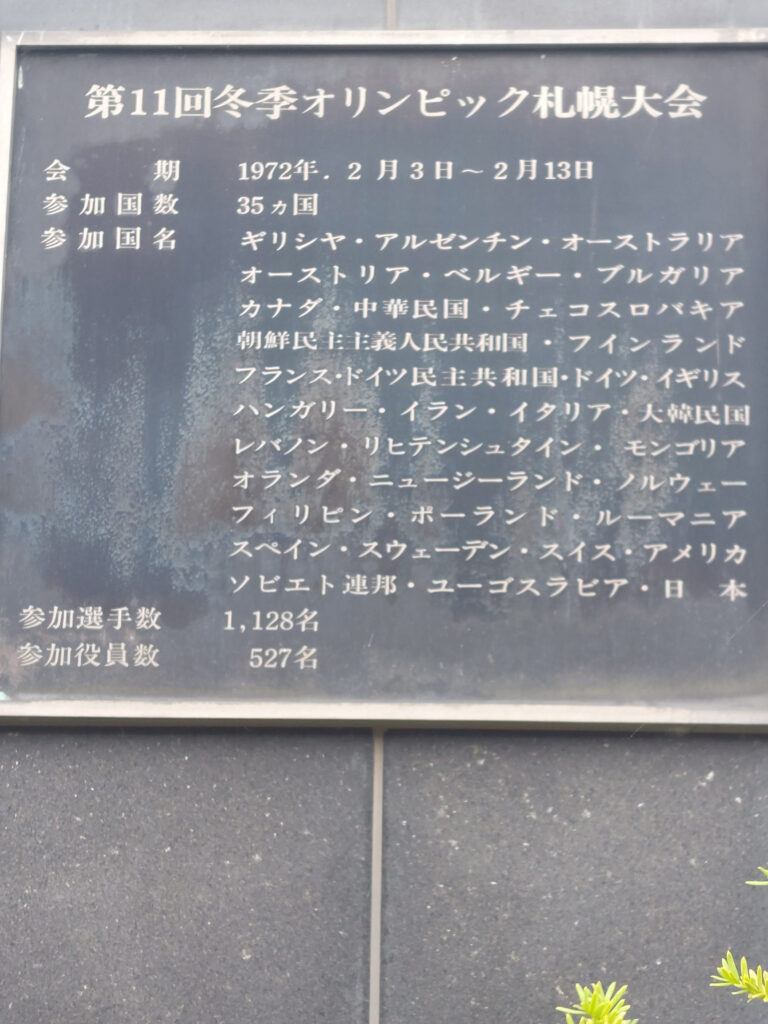 第11回冬季オリンピック札幌大会
会期 1972年.2月3日～2月13日
参加国数 35ヵ国
参加国名 ギリシヤ・アルゼンチン・オーストラリア
オーストリア・ベルギー・ブルガリア
カナダ・中華民国・チェコスロバキア
朝鮮民主主義人民共和国・フインランド
フランス・ドイツ民主共和国・ドイツ・イギリス
ハンガリー・イラン・イタリア・大韓民国
レバノン・リヒテンシュタイン・モンゴリア
オランダ・ニュージーランド・ノルウェー
フィリピン・ポーランド・ルーマニア
スペイン・スウェーデン・スイス・アメリカ
ソビエト連邦・ユーゴスラビア・日本
参加選手数 1,128名
参加役員数 527名